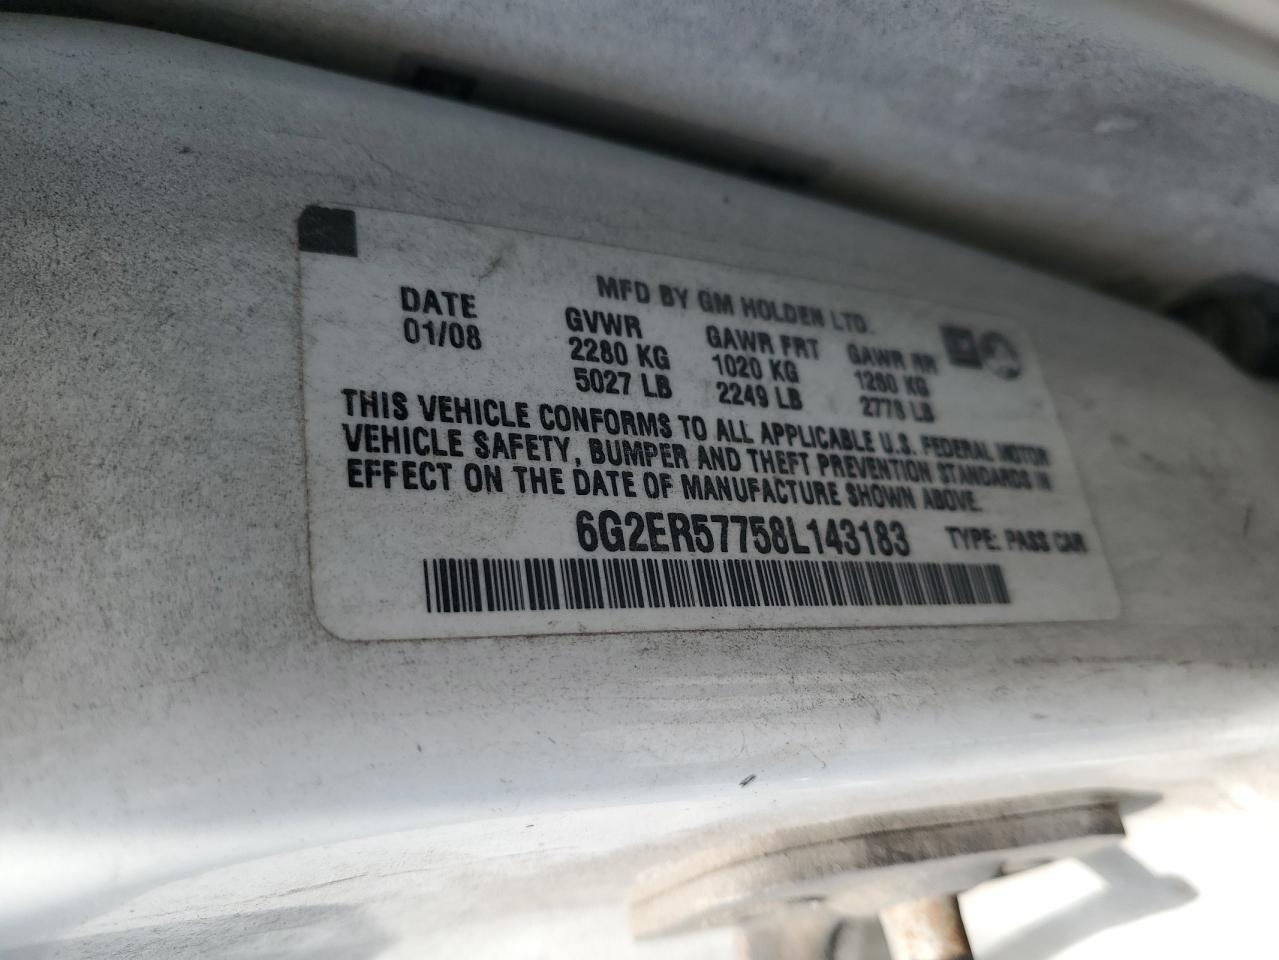 MFD BY GM HOLDEN LTD.
DATE GVWR GAWR FRT GAWR RR
01/08 2280 KG 1020 KG 1260 KG
5027 LB 2249 LB 2778 LB
THIS VEHICLE CONFORMS TO ALL APPLICABLE U.S. FEDERAL MOTOR
VEHICLE SAFETY, BUMPER AND THEFT PREVENTION STANDARDS IN
EFFECT ON THE DATE OF MANUFACTURE SHOWN ABOVE.
6G2ER57758L143183 TYPE: PASS CAR